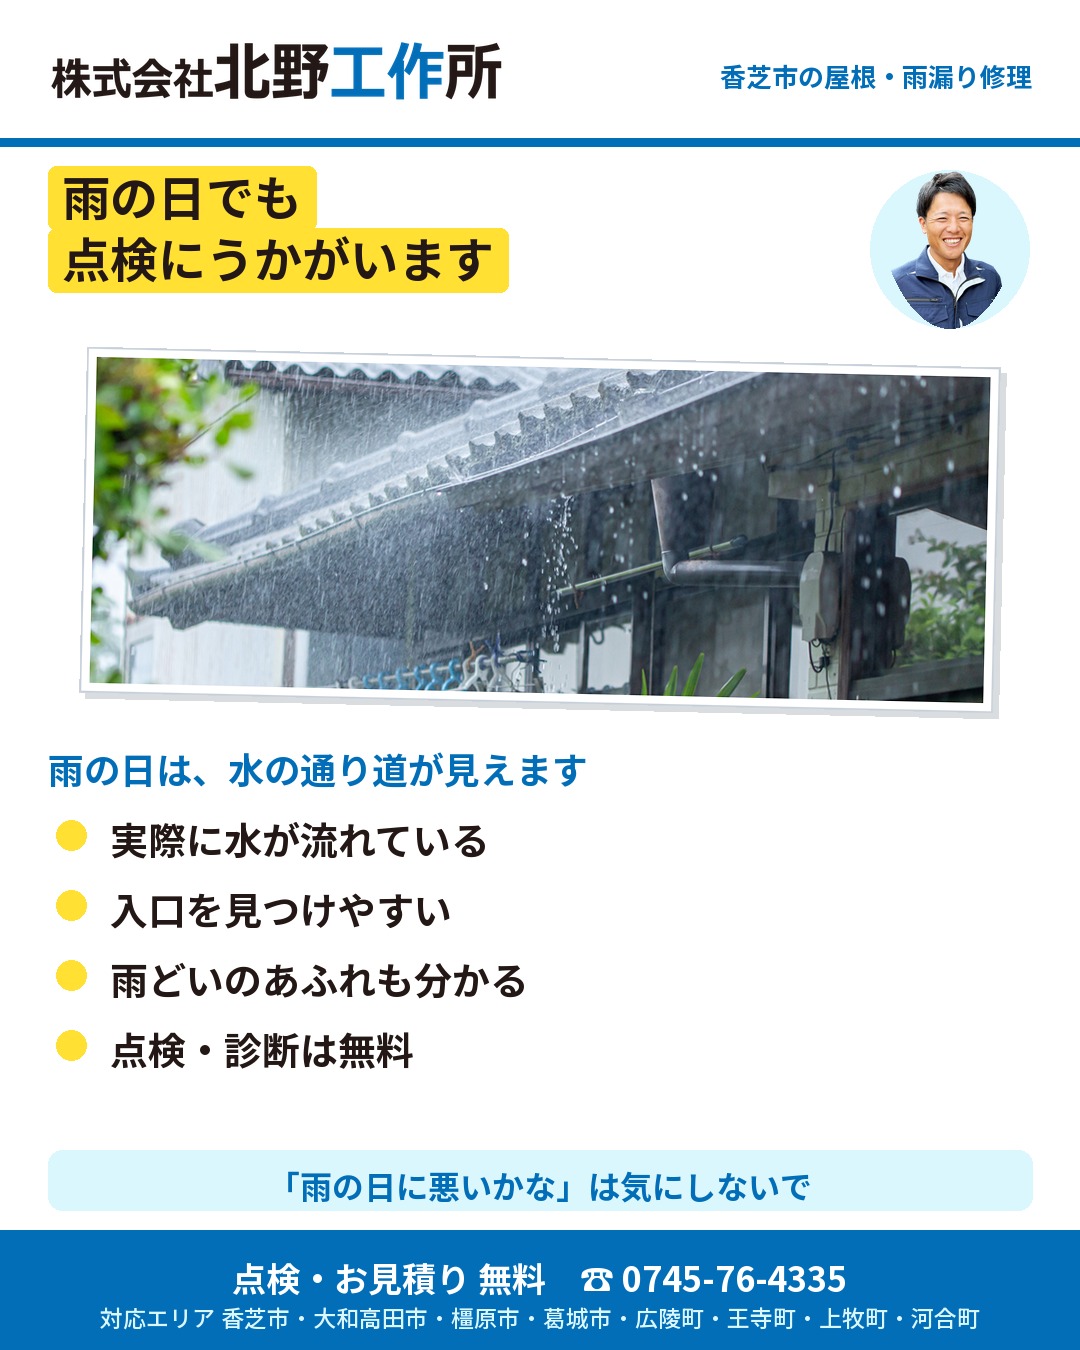 株式会社北野工作所
香芝市の屋根・雨漏り修理
雨の日でも
点検にうかがいます
雨の日は、水の通り道が見えます
実際に水が流れている
入口を見つけやすい
雨どいのあふれも分かる
点検・診断は無料
「雨の日に悪いかな」は気にしないで
点検・お見積り 無料 ☎ 0745-76-4335
対応エリア 香芝市・大和高田市・橿原市・葛城市・広陵町・王寺町・上牧町・河合町